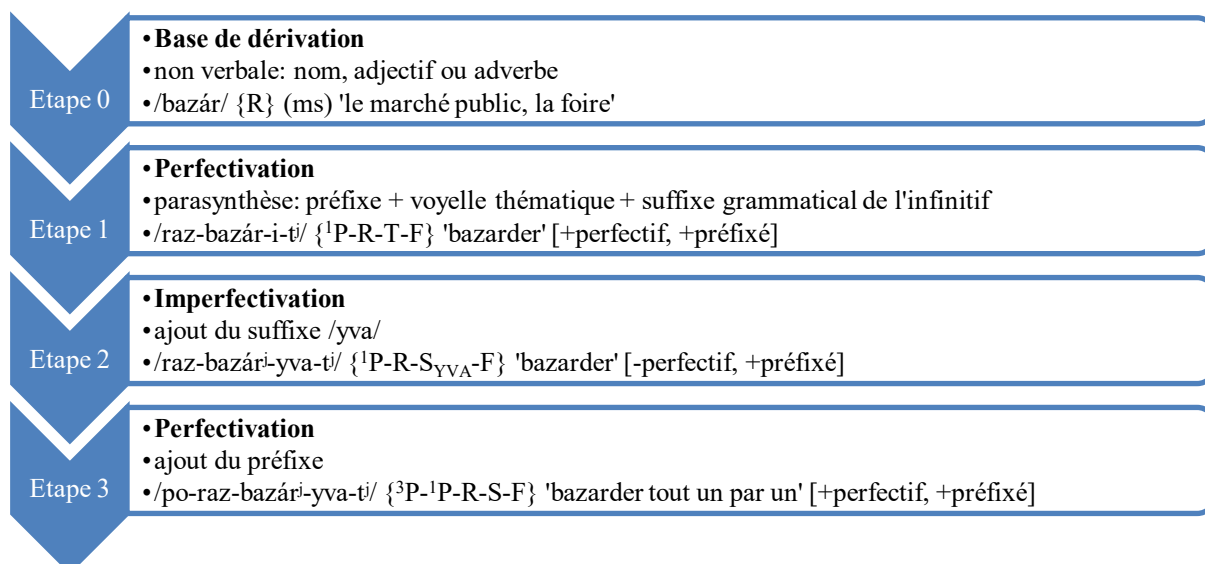 Etape 0
•Base de dérivation
•non verbale: nom, adjectif ou adverbe
•/bazár/ {R} (ms) 'le marché public, la foire'
Etape 1
•Perfectivation
•parasynthèse: préfixe + voyelle thématique + suffixe grammatical de l'infinitif
•/raz-bazár-i-tʲ/ {¹P-R-T-F} 'bazarder' [+perfectif, +préfixé]
Etape 2
•Imperfectivation
•ajout du suffixe /yva/
•/raz-bazárʲ-yva-tʲ/ {¹P-R-S_YVA-F} 'bazarder' [-perfectif, +préfixé]
Etape 3
•Perfectivation
•ajout du préfixe
•/po-raz-bazárʲ-yva-tʲ/ {³P-¹P-R-S-F} 'bazarder tout un par un' [+perfectif, +préfixé]